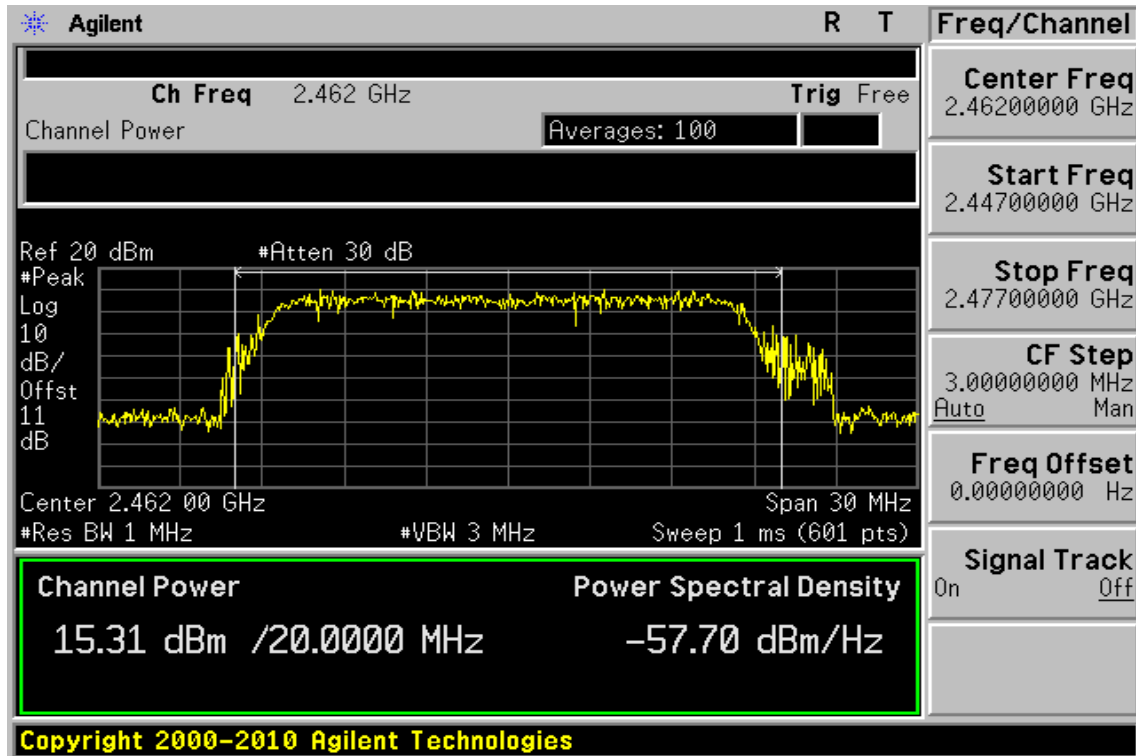 Agilent R T Freq/Channel
Ch Freq 2.462 GHz Trig Free
Channel Power Averages: 100
Center Freq
2.46200000 GHz
Start Freq
2.44700000 GHz
Stop Freq
2.47700000 GHz
CF Step
3.00000000 MHz
Auto Man
Freq Offset
0.00000000 Hz
Signal Track
On Off
Ref 20 dBm #Atten 30 dB
#Peak
Log
10
dB/
Offst
11
dB
Center 2.462 00 GHz Span 30 MHz
#Res BW 1 MHz #VBW 3 MHz Sweep 1 ms (601 pts)
Channel Power Power Spectral Density
15.31 dBm /20.0000 MHz -57.70 dBm/Hz
Copyright 2000-2010 Agilent Technologies